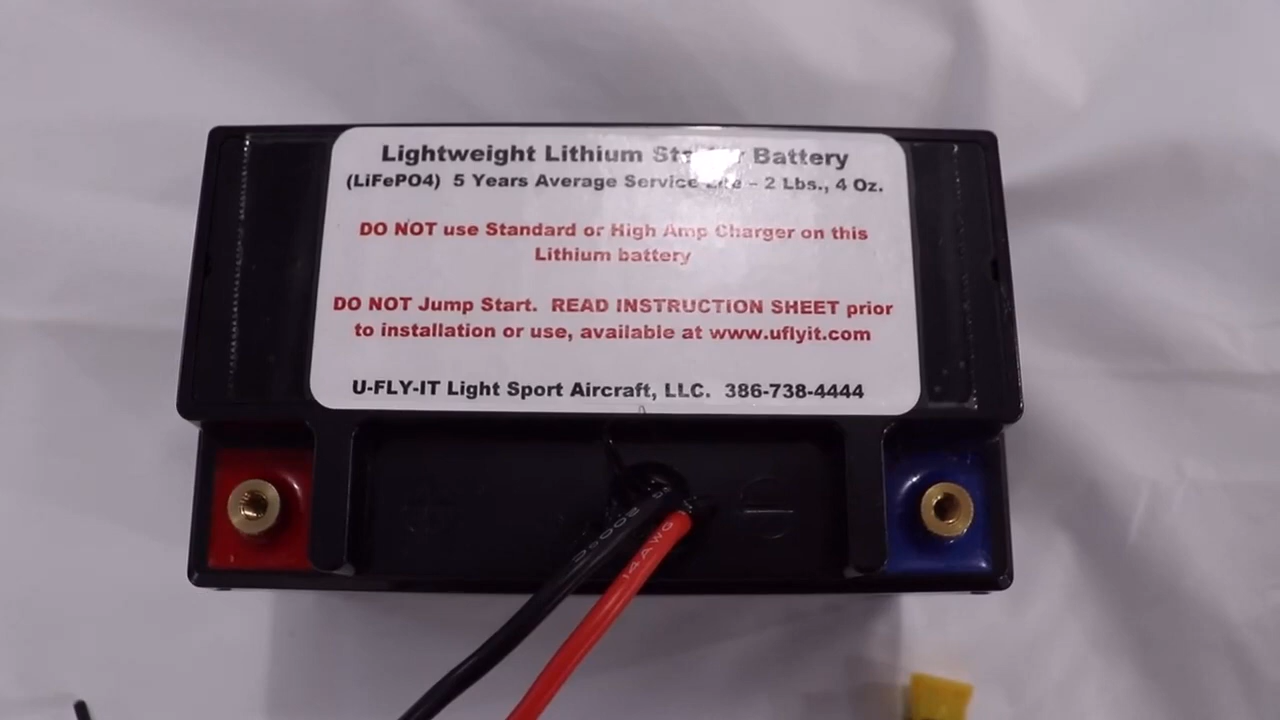 Lightweight Lithium Battery
(LiFePO4) 5 Years Average Service – 2 Lbs., 4 Oz.
DO NOT use Standard or High Amp Charger on this
Lithium battery
DO NOT Jump Start. READ INSTRUCTION SHEET prior
to installation or use, available at www.uflyit.com
U-FLY-IT Light Sport Aircraft, LLC. 386-738-4444
14AWG